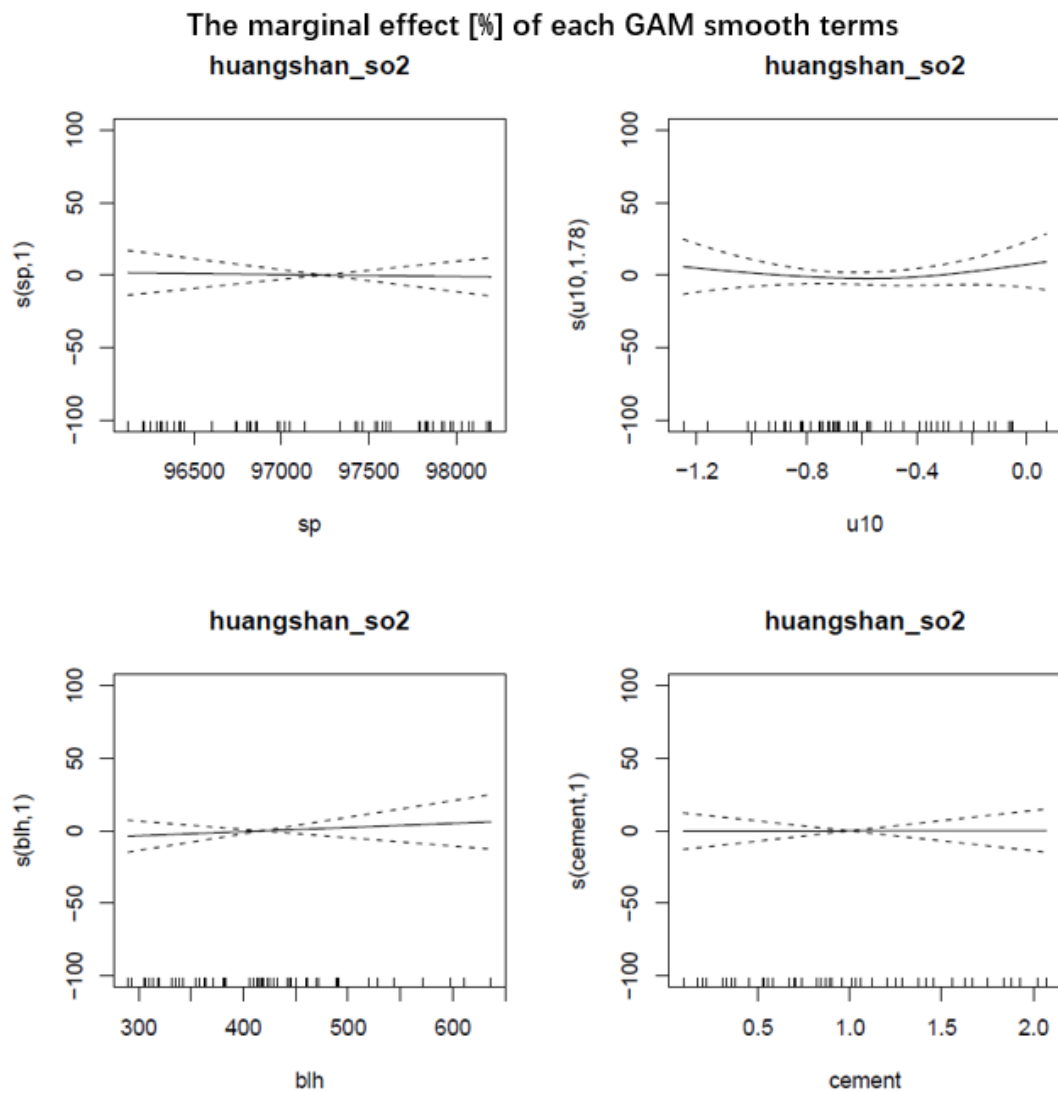 The marginal effect [%] of each GAM smooth terms
huangshan_so2
100
50
0
−50
−100
s(sp,1)
96500 97000 97500 98000
sp
huangshan_so2
100
50
0
−50
−100
s(u10,1.78)
−1.2 −0.8 −0.4 0.0
u10
huangshan_so2
100
50
0
−50
−100
s(blh,1)
300 400 500 600
blh
huangshan_so2
100
50
0
−50
−100
s(cement,1)
0.5 1.0 1.5 2.0
cement